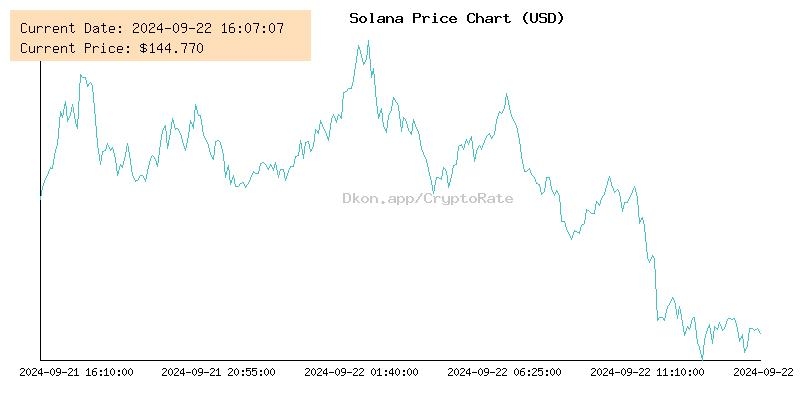 Solana Price Chart (USD)
Current Date: 2024-09-22 16:07:07
Current Price: $144.770
Dkon.app/CryptoRate
2024-09-21 16:10:00
2024-09-21 20:55:00
2024-09-22 01:40:00
2024-09-22 06:25:00
2024-09-22 11:10:00
2024-09-22